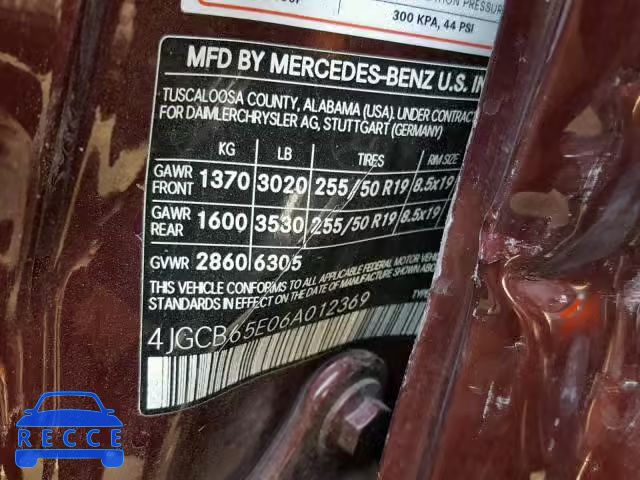 300 KPA, 44 PSI
MFD BY MERCEDES-BENZ U.S. IN
TUSCALOOSA COUNTY, ALABAMA (USA). UNDER CONTRACT
FOR DAIMLERCHRYSLER AG, STUTTGART (GERMANY)
KG LB TIRES RIM SIZE
GAWR FRONT 1370 3020 255/50 R19 8.5x19
GAWR REAR 1600 3530 255/50 R19 8.5x19
GVWR 2860 6305
THIS VEHICLE CONFORMS TO ALL APPLICABLE FEDERAL MOTOR VEHIC
STANDARDS IN EFFECT ON THE DATE OF MANUFACTURE SHOWN ABOV
4JGCB65E06A012369 TYPE
RECCE